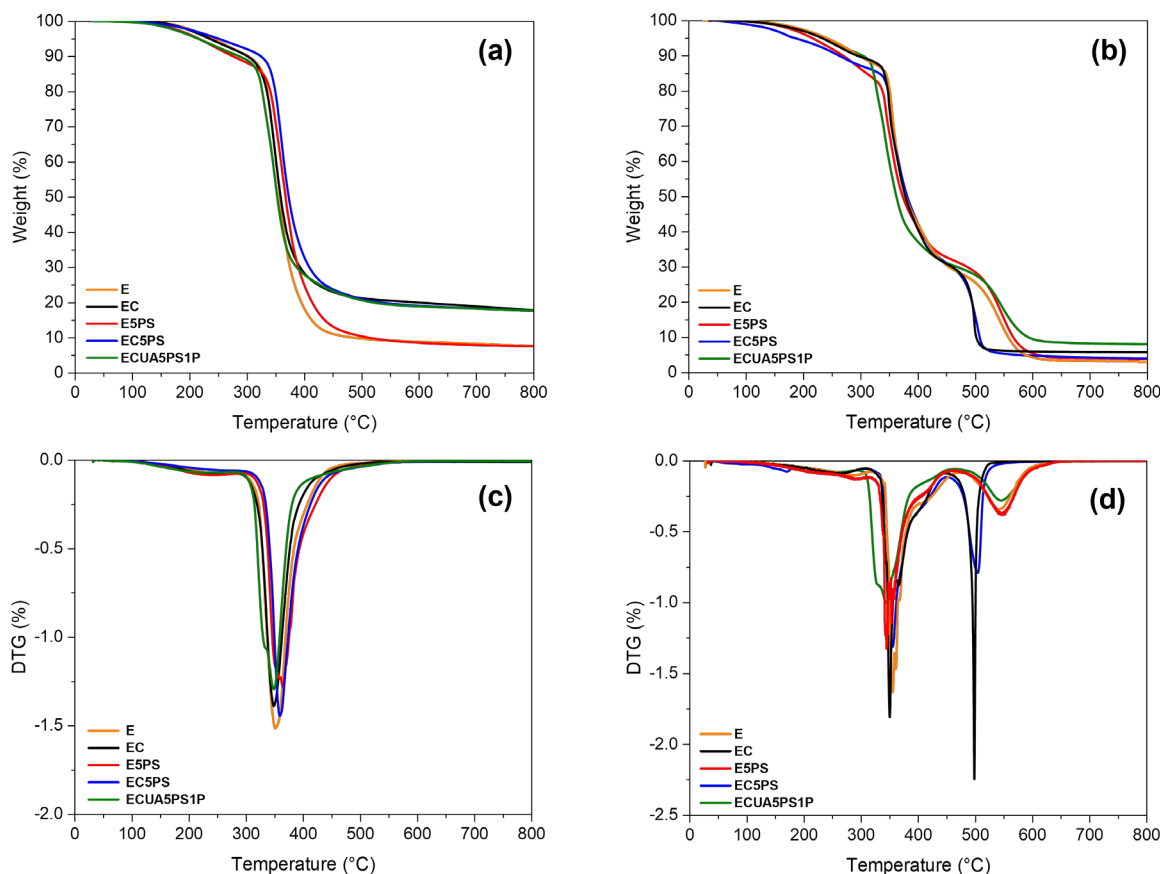 (a)
100
90
80
70
60
50
40
30
20
10
0
Weight (%)
E
EC
E5PS
EC5PS
ECUA5PS1P
0 100 200 300 400 500 600 700 800
Temperature (°C)
(b)
100
90
80
70
60
50
40
30
20
10
0
Weight (%)
E
EC
E5PS
EC5PS
ECUA5PS1P
0 100 200 300 400 500 600 700 800
Temperature (°C)
(c)
0.0
-0.5
-1.0
-1.5
-2.0
DTG (%)
E
EC
E5PS
EC5PS
ECUA5PS1P
0 100 200 300 400 500 600 700 800
Temperature (°C)
(d)
0.0
-0.5
-1.0
-1.5
-2.0
-2.5
DTG (%)
E
EC
E5PS
EC5PS
ECUA5PS1P
0 100 200 300 400 500 600 700 800
Temperature (°C)